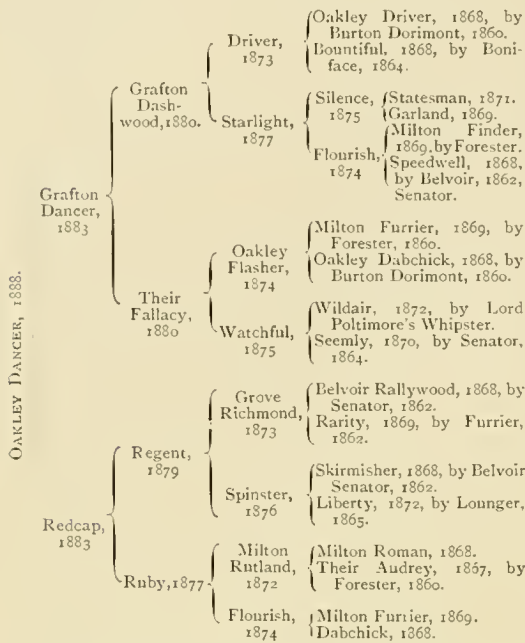 Oakley Driver, 1868, by
Burton Dorimont, 1860.
Driver,
1873
Bountiful, 1868, by Boni-
face, 1864.
Grafton
Dash-
wood, 1880.
Starlight,
1877
Silence,
1875
Statesman, 1871.
Garland, 1869.
Flourish,
1874
Milton Finder,
1869, by Forester.
Speedwell, 1868,
by Belvoir, 1862,
Senator.
Grafton
Dancer,
1883
Milton Furrier, 1869, by
Forester, 1860.
Oakley
Flasher,
1874
Oakley Dabchick, 1868, by
Burton Dorimont, 1860.
Their
Fallacy,
1880
Watchful,
1875
Wildair, 1872, by Lord
Poltimore's Whipster.
Seemly, 1870, by Senator,
1864.
OAKLEY DANCER, 1888.
Grove
Richmond,
1873
Belvoir Rallywood, 1868, by
Senator, 1862.
Rarity, 1869, by Furrier,
1862.
Regent,
1879
Spinster,
1876
Skirmisher, 1868, by Belvoir
Senator, 1862.
Liberty, 1872, by Lounger,
1865.
Redcap,
1883
Ruby, 1877
Milton
Rutland,
1872
Milton Roman, 1868.
Their Audrey, 1867, by
Forester, 1860.
Flourish,
1874
Milton Furrier, 1869.
Dabchick, 1868.